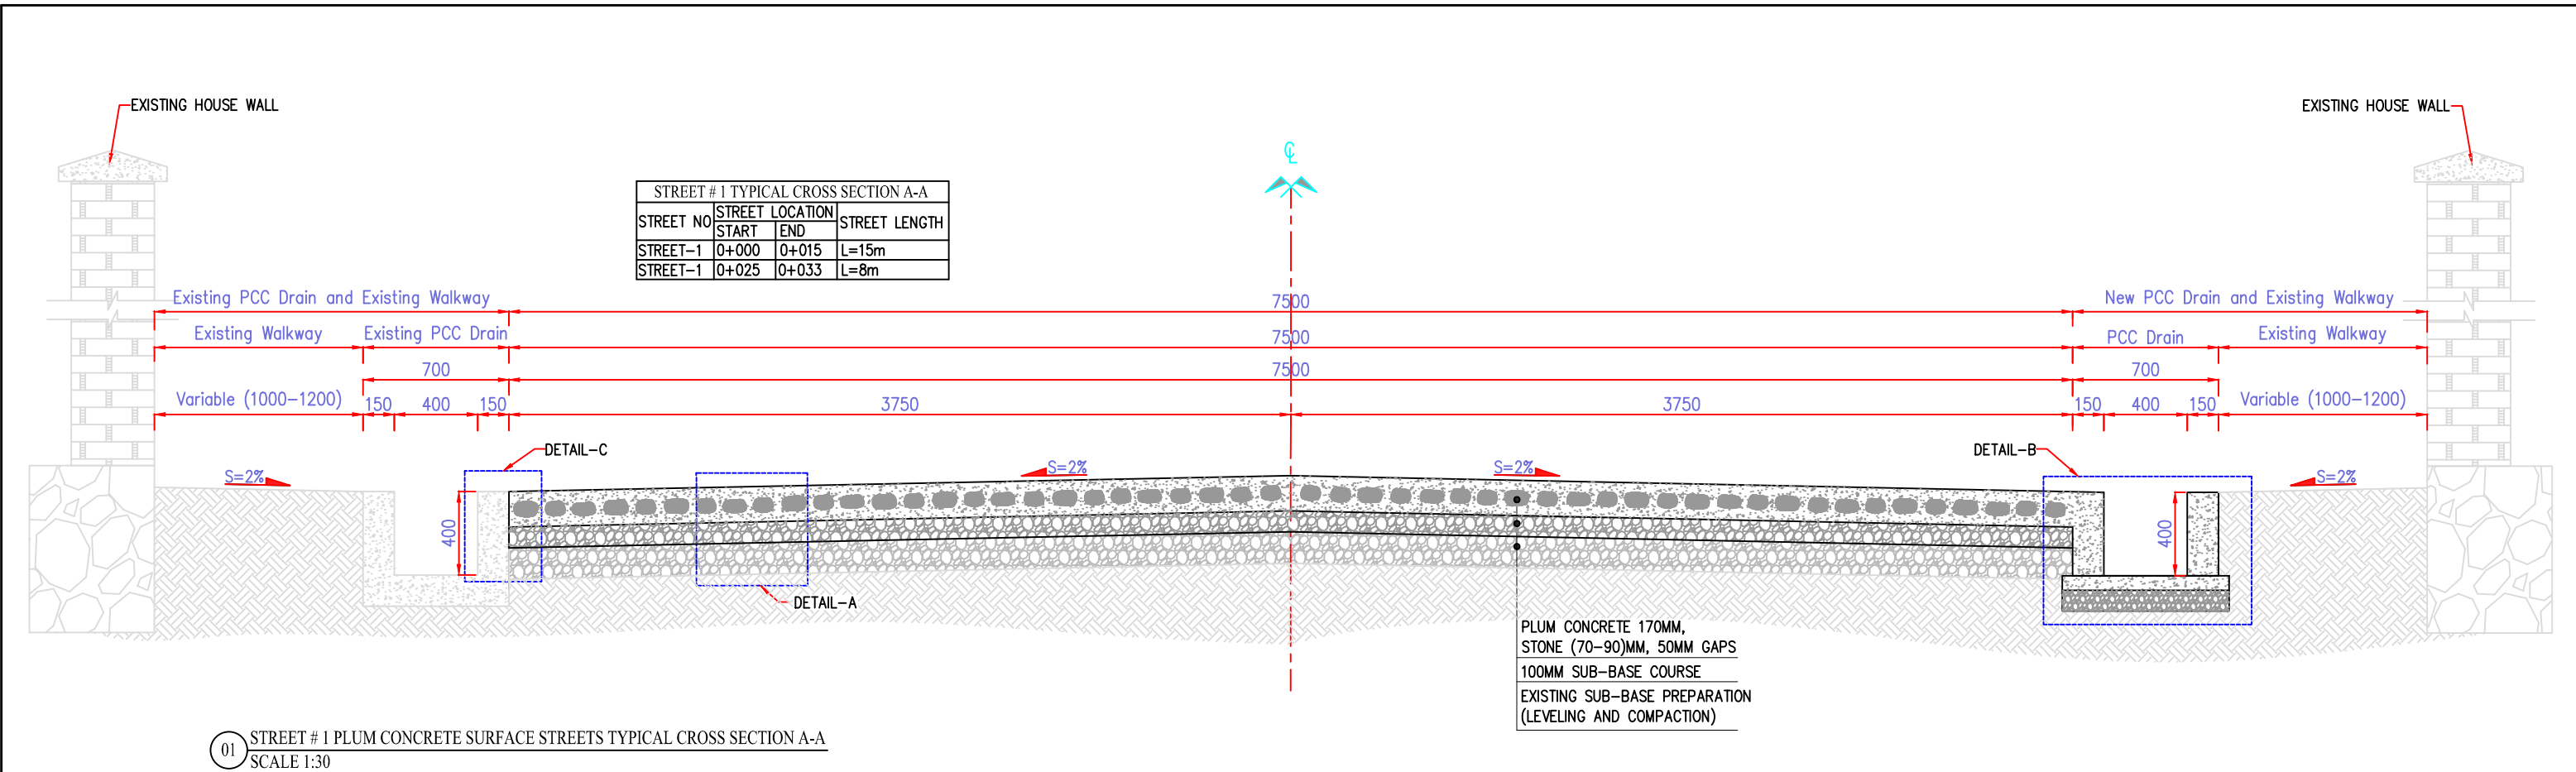 EXISTING HOUSE WALL
EXISTING HOUSE WALL
℄
STREET # 1 TYPICAL CROSS SECTION A-A
STREET NO STREET LOCATION STREET LENGTH
START END
STREET-1 0+000 0+015 L=15m
STREET-1 0+025 0+033 L=8m
Existing PCC Drain and Existing Walkway 7500 New PCC Drain and Existing Walkway
Existing Walkway Existing PCC Drain 7500 PCC Drain Existing Walkway
700 7500 700
Variable (1000-1200) 150 400 150 3750 3750 150 400 150 Variable (1000-1200)
DETAIL-C
DETAIL-B
S=2% S=2% S=2% S=2%
400
400
DETAIL-A
PLUM CONCRETE 170MM,
STONE (70-90)MM, 50MM GAPS
100MM SUB-BASE COURSE
EXISTING SUB-BASE PREPARATION
(LEVELING AND COMPACTION)
01 STREET # 1 PLUM CONCRETE SURFACE STREETS TYPICAL CROSS SECTION A-A
SCALE 1:30